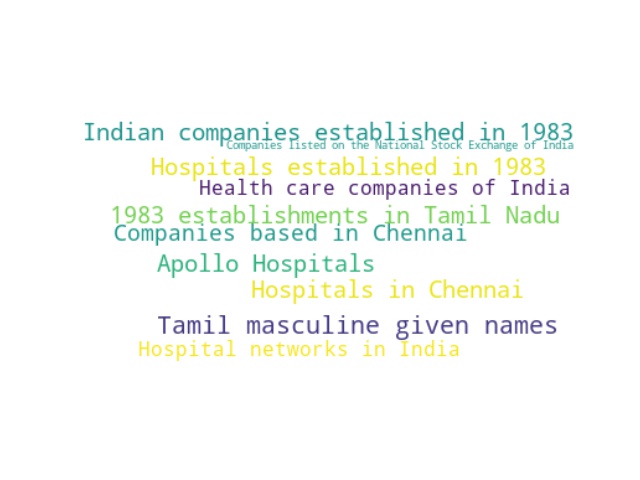 Indian companies established in 1983
Companies listed on the National Stock Exchange of India
Hospitals established in 1983
Health care companies of India
1983 establishments in Tamil Nadu
Companies based in Chennai
Apollo Hospitals
Hospitals in Chennai
Tamil masculine given names
Hospital networks in India